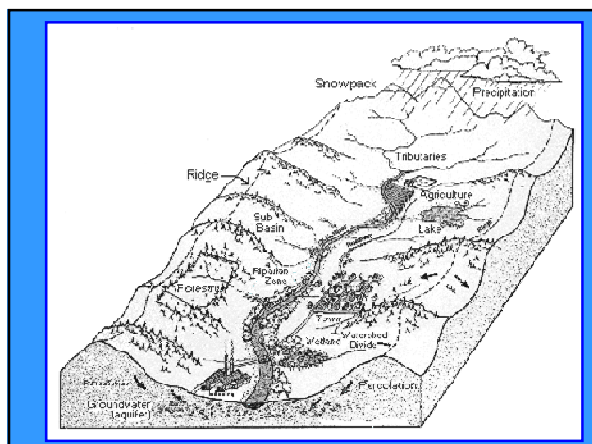 Snowpack
Precipitation
Tributaries
Ridge
Agriculture
Sub
Basin
Lake
Riparian
Zone
Forestry
Town
Wetland
Watershed
Divide
Percolation
Groundwater
(aquifer)